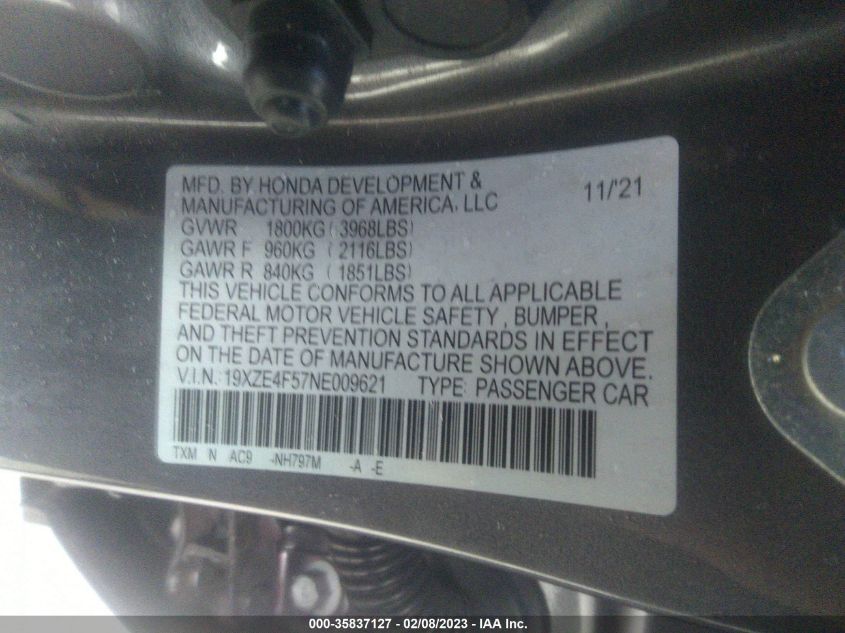 MFD. BY HONDA DEVELOPMENT & 11/'21
MANUFACTURING OF AMERICA, LLC
GVWR 1800KG ( 3968LBS)
GAWR F 960KG ( 2116LBS)
GAWR R 840KG ( 1851LBS)
THIS VEHICLE CONFORMS TO ALL APPLICABLE
FEDERAL MOTOR VEHICLE SAFETY , BUMPER ,
AND THEFT PREVENTION STANDARDS IN EFFECT
ON THE DATE OF MANUFACTURE SHOWN ABOVE.
V.I.N.: 19XZE4F57NE009621 TYPE: PASSENGER CAR
TXM N AC9 -NH797M -A -E
000-35837127 - 02/08/2023 - IAA Inc.